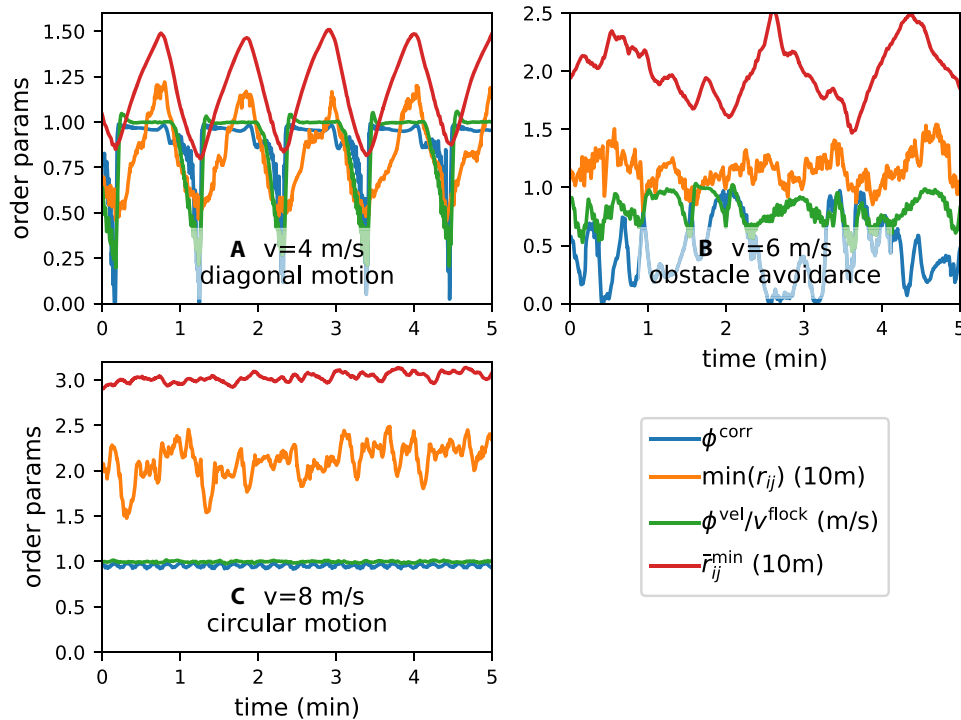 order params
1.50
1.25
1.00
0.75
0.50
0.25
0.00
A v=4 m/s
diagonal motion
0 1 2 3 4 5
2.5
2.0
1.5
1.0
0.5
0.0
B v=6 m/s
obstacle avoidance
0 1 2 3 4 5
time (min)
order params
3.0
2.5
2.0
1.5
1.0
0.5
0.0
C v=8 m/s
circular motion
0 1 2 3 4 5
time (min)
ϕ^corr
min(r_ij) (10m)
ϕ^vel/v^flock (m/s)
r̄_ij^min (10m)